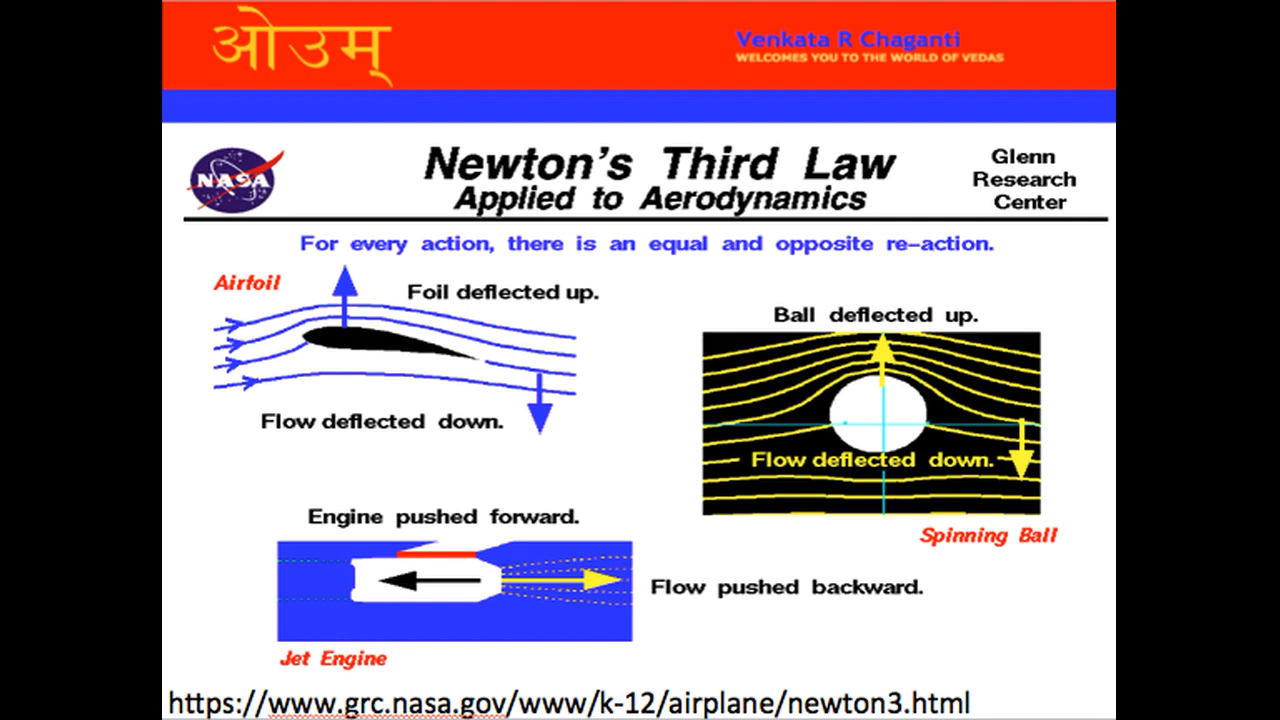 ओउम्
Venkata R Chaganti
WELCOMES YOU TO THE WORLD OF VEDAS
NASA
Newton's Third Law
Applied to Aerodynamics
Glenn
Research
Center
For every action, there is an equal and opposite re-action.
Airfoil
Foil deflected up.
Flow deflected down.
Ball deflected up.
Flow deflected down.
Spinning Ball
Engine pushed forward.
Flow pushed backward.
Jet Engine
https://www.grc.nasa.gov/www/k-12/airplane/newton3.html